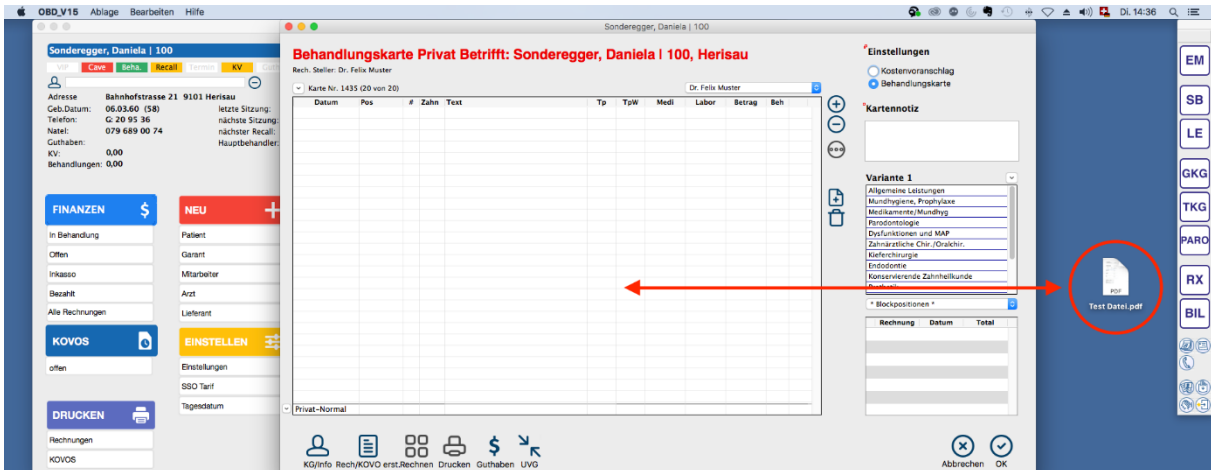 OBD_V15 Ablage Bearbeiten Hilfe
Di. 14:36
Sonderegger, Daniela | 100
VIP Cave Beha. Recall Termin KV
Adresse Bahnhofstrasse 21 9101 Herisau
Geb.Datum: 06.03.60 (58) letzte Sitzung:
Telefon: G: 20 95 36 nächste Sitzung:
Natel: 079 689 00 74 nächster Recall:
Guthaben: Hauptbehandler:
KV: 0,00
Behandlungen: 0,00
FINANZEN $
In Behandlung
Offen
Inkasso
Bezahlt
Alle Rechnungen
KOVOS
offen
DRUCKEN
Rechnungen
KOVOS
NEU
Patient
Garant
Mitarbeiter
Arzt
Lieferant
EINSTELLEN
Einstellungen
SSO Tarif
Tagesdatum
Sonderegger, Daniela | 100
Behandlungskarte Privat Betrifft: Sonderegger, Daniela I 100, Herisau
Rech. Steller: Dr. Felix Muster
Karte Nr. 1435 (20 von 20) Dr. Felix Muster
Datum Pos # Zahn Text Tp TpW Medi Labor Betrag Beh
Privat-Normal
KG/Info Rech/KOVO erst. Rechnen Drucken Guthaben UVG
Abbrechen OK
Einstellungen
Kostenvoranschlag
Behandlungskarte
Kartennotiz
Variante 1
Allgemeine Leistungen
Mundhygiene, Prophylaxe
Medikamente/Mundhyg
Parodontologie
Dysfunktionen und MAP
Zahnärztliche Chir./Oralchir.
Kieferchirurgie
Endodontie
Konservierende Zahnheilkunde
* Blockpositionen *
Rechnung Datum Total
PDF
Test Datei.pdf
EM
SB
LE
GKG
TKG
PARO
RX
BIL